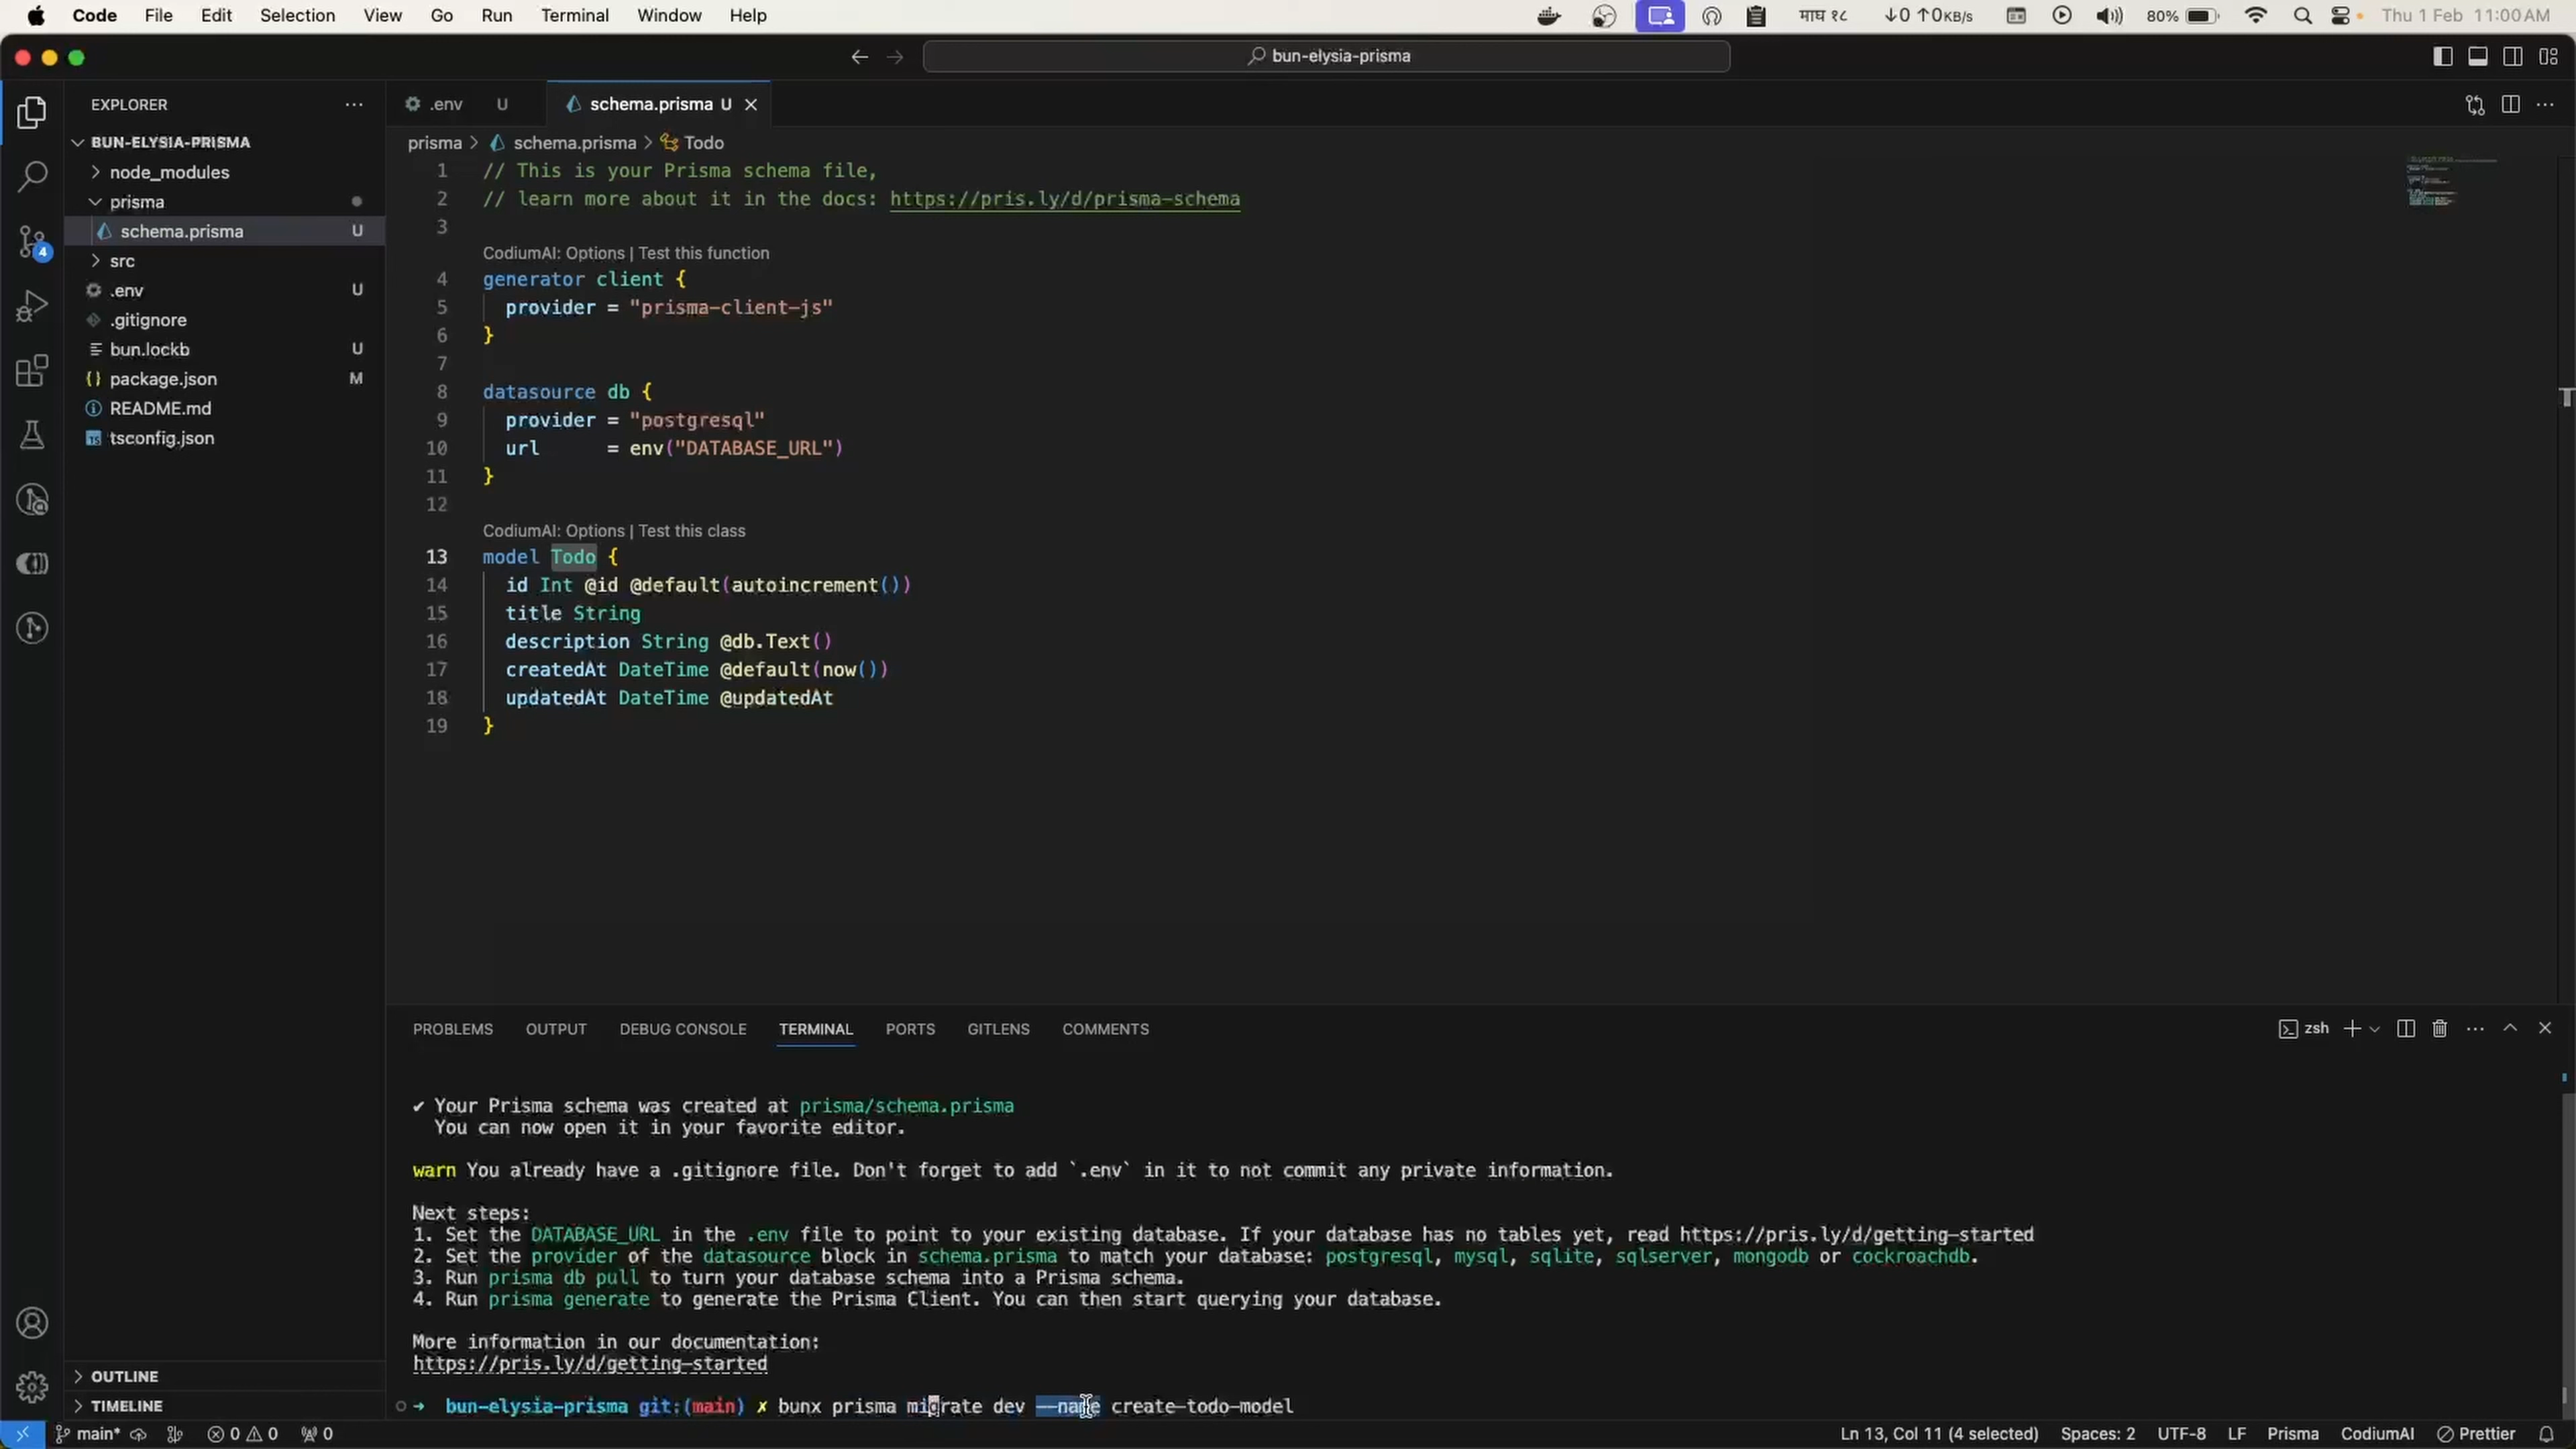 Code File Edit Selection View Go Run Terminal Window Help माघ १८ ↓0 ↑0KB/s 80% Thu 1 Feb 11:00AM
bun-elysia-prisma
EXPLORER
BUN-ELYSIA-PRISMA
node_modules
prisma
schema.prisma U
src
.env U
.gitignore
bun.lockb U
package.json M
README.md
tsconfig.json
4
OUTLINE
TIMELINE
.env U
schema.prisma U
prisma > schema.prisma > Todo
1 // This is your Prisma schema file,
2 // learn more about it in the docs: https://pris.ly/d/prisma-schema
3
CodiumAI: Options | Test this function
4 generator client {
5 provider = "prisma-client-js"
6 }
7
8 datasource db {
9 provider = "postgresql"
10 url = env("DATABASE_URL")
11 }
12
CodiumAI: Options | Test this class
13 model Todo {
14 id Int @id @default(autoincrement())
15 title String
16 description String @db.Text()
17 createdAt DateTime @default(now())
18 updatedAt DateTime @updatedAt
19 }
PROBLEMS OUTPUT DEBUG CONSOLE TERMINAL PORTS GITLENS COMMENTS zsh
✔ Your Prisma schema was created at prisma/schema.prisma
You can now open it in your favorite editor.
warn You already have a .gitignore file. Don't forget to add `.env` in it to not commit any private information.
Next steps:
1. Set the DATABASE_URL in the .env file to point to your existing database. If your database has no tables yet, read https://pris.ly/d/getting-started
2. Set the provider of the datasource block in schema.prisma to match your database: postgresql, mysql, sqlite, sqlserver, mongodb or cockroachdb.
3. Run prisma db pull to turn your database schema into a Prisma schema.
4. Run prisma generate to generate the Prisma Client. You can then start querying your database.
More information in our documentation:
https://pris.ly/d/getting-started
➜ bun-elysia-prisma git:(main) ✗ bunx prisma migrate dev --name create-todo-model
main* 0 0 0 Ln 13, Col 11 (4 selected) Spaces: 2 UTF-8 LF Prisma CodiumAI Prettier